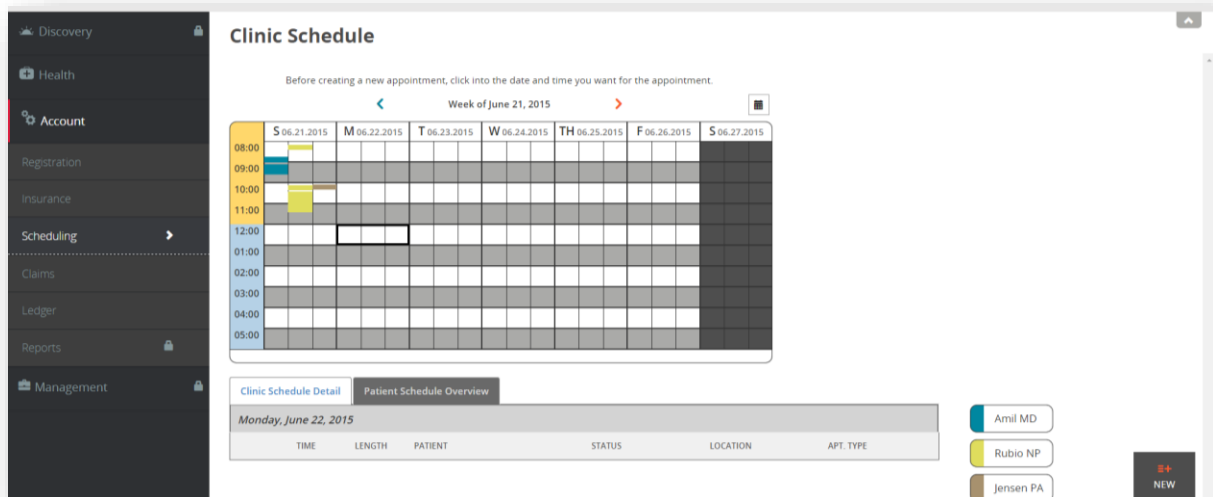 Discovery
Health
Account
Registration
Insurance
Scheduling
Claims
Ledger
Reports
Management
Clinic Schedule
Before creating a new appointment, click into the date and time you want for the appointment.
Week of June 21, 2015
S 06.21.2015 M 06.22.2015 T 06.23.2015 W 06.24.2015 TH 06.25.2015 F 06.26.2015 S 06.27.2015
08:00
09:00
10:00
11:00
12:00
01:00
02:00
03:00
04:00
05:00
Clinic Schedule Detail Patient Schedule Overview
Monday, June 22, 2015
TIME LENGTH PATIENT STATUS LOCATION APT. TYPE
Amil MD
Rubio NP
Jensen PA
NEW